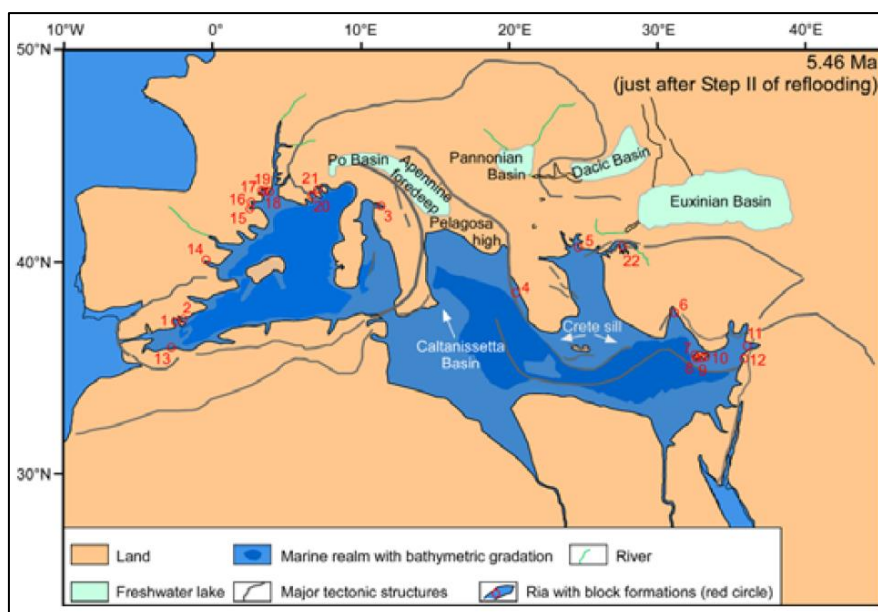 10°W 0° 10°E 20°E 30°E 40°E
50°N
5.46 Ma
(just after Step II of reflooding)
Po Basin
Apennine
foredeep
Pannonian
Basin
Dacic Basin
Euxinian Basin
Pelagosa
high
19
17
16
18
15
21
20
3
5
22
14
40°N
4
6
2
1
13
Crete sill
Caltanissetta
Basin
7
8
9
10
11
12
30°N
Land
Marine realm with bathymetric gradation
River
Freshwater lake
Major tectonic structures
Ria with block formations (red circle)